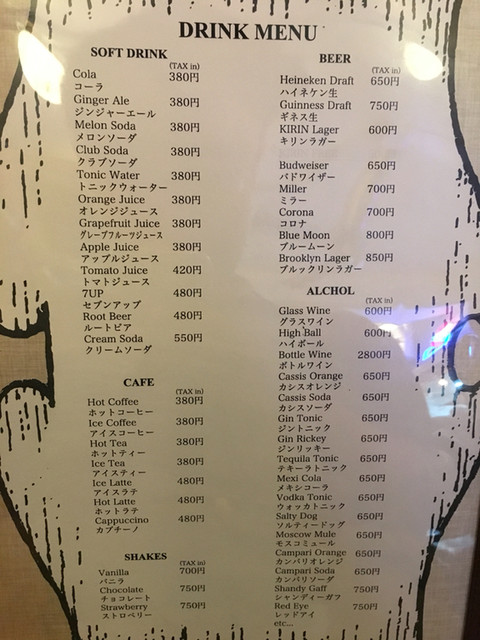 DRINK MENU
SOFT DRINK
(TAX in)
Cola 380円
コーラ
Ginger Ale 380円
ジンジャーエール
Melon Soda 380円
メロンソーダ
Club Soda 380円
クラブソーダ
Tonic Water 380円
トニックウォーター
Orange Juice 380円
オレンジジュース
Grapefruit Juice 380円
グレープフルーツジュース
Apple Juice 380円
アップルジュース
Tomato Juice 420円
トマトジュース
7UP 480円
セブンアップ
Root Beer 480円
ルートビア
Cream Soda 550円
クリームソーダ
CAFE
(TAX in)
Hot Coffee 380円
ホットコーヒー
Ice Coffee 380円
アイスコーヒー
Hot Tea 380円
ホットティー
Ice Tea 380円
アイスティー
Ice Latte 480円
アイスラテ
Hot Latte 480円
ホットラテ
Cappuccino 480円
カプチーノ
SHAKES
(TAX in)
Vanilla 700円
バニラ
Chocolate 750円
チョコレート
Strawberry 750円
ストロベリー
BEER
(TAX in)
Heineken Draft 650円
ハイネケン生
Guinness Draft 750円
ギネス生
KIRIN Lager 600円
キリンラガー
Budweiser 650円
バドワイザー
Miller 700円
ミラー
Corona 700円
コロナ
Blue Moon 800円
ブルームーン
Brooklyn Lager 850円
ブルックリンラガー
ALCHOL
(TAX in)
Glass Wine 600円
グラスワイン
High Ball 600円
ハイボール
Bottle Wine 2800円
ボトルワイン
Cassis Orange 650円
カシスオレンジ
Cassis Soda 650円
カシスソーダ
Gin Tonic 650円
ジントニック
Gin Rickey 650円
ジンリッキー
Tequila Tonic 650円
テキーラトニック
Mexi Cola 650円
メキシコーラ
Vodka Tonic 650円
ウォッカトニック
Salty Dog 650円
ソルティードッグ
Moscow Mule 650円
モスコミュール
Campari Orange 650円
カンパリオレンジ
Campari Soda 650円
カンパリソーダ
Shandy Gaff 750円
シャンディーガフ
Red Eye 750円
レッドアイ
etc...